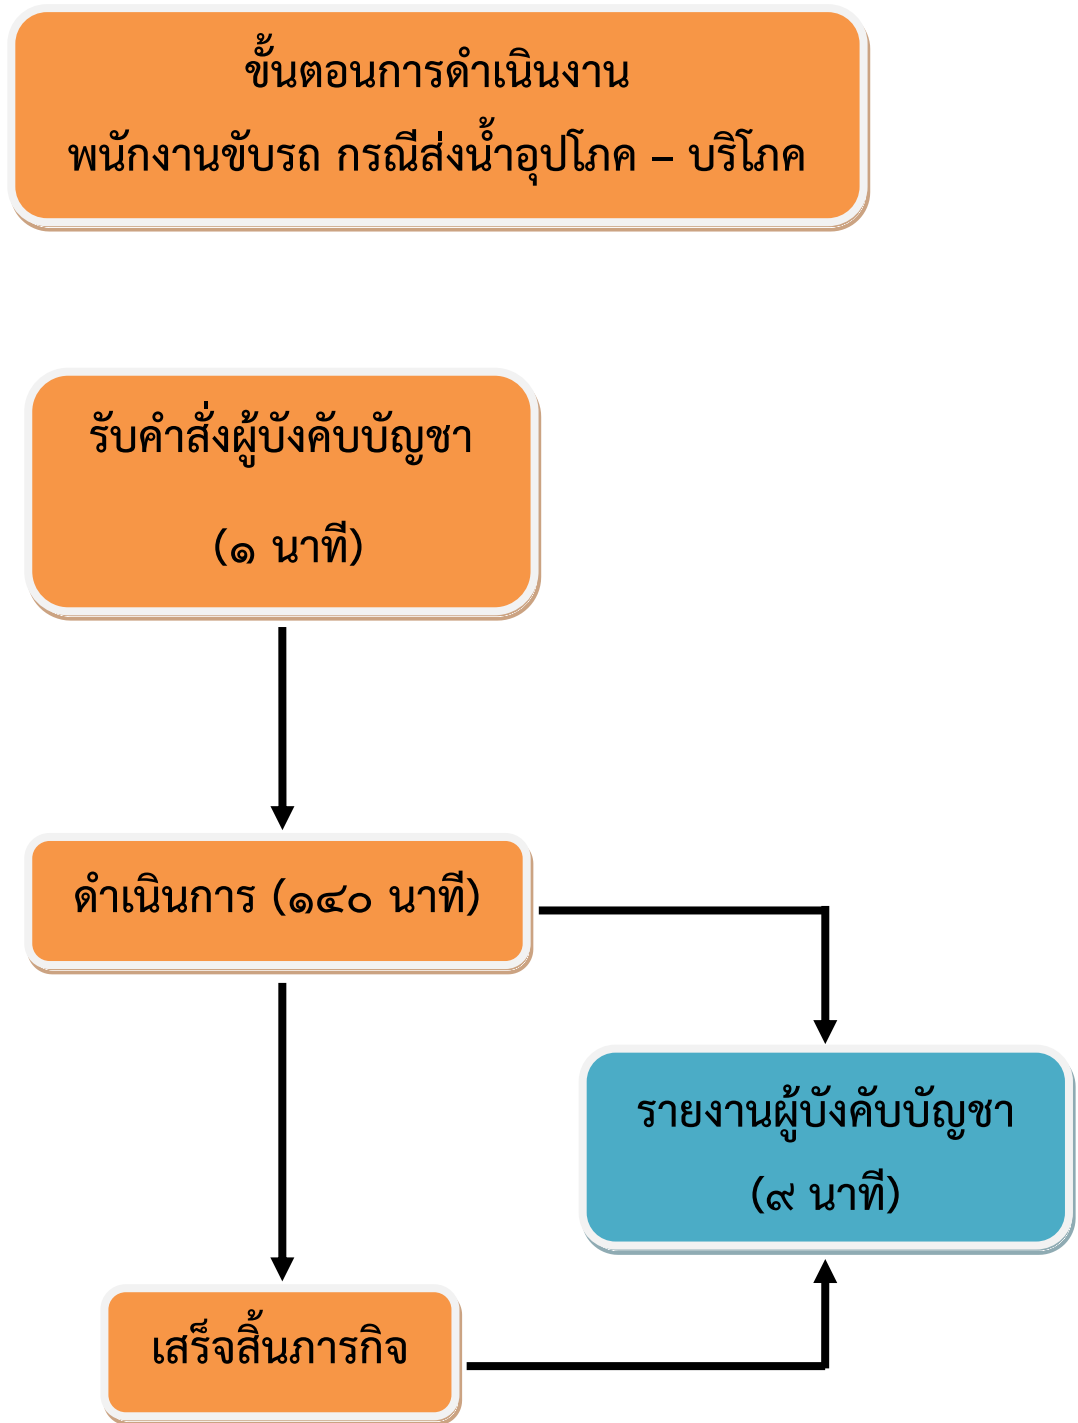 ขั้นตอนการดำเนินงาน
พนักงานขับรถ กรณีส่งน้ำอุปโภค – บริโภค
รับคำสั่งผู้บังคับบัญชา
(๑ นาที)
ดำเนินการ (๑๔๐ นาที)
รายงานผู้บังคับบัญชา
(๙ นาที)
เสร็จสิ้นภารกิจ